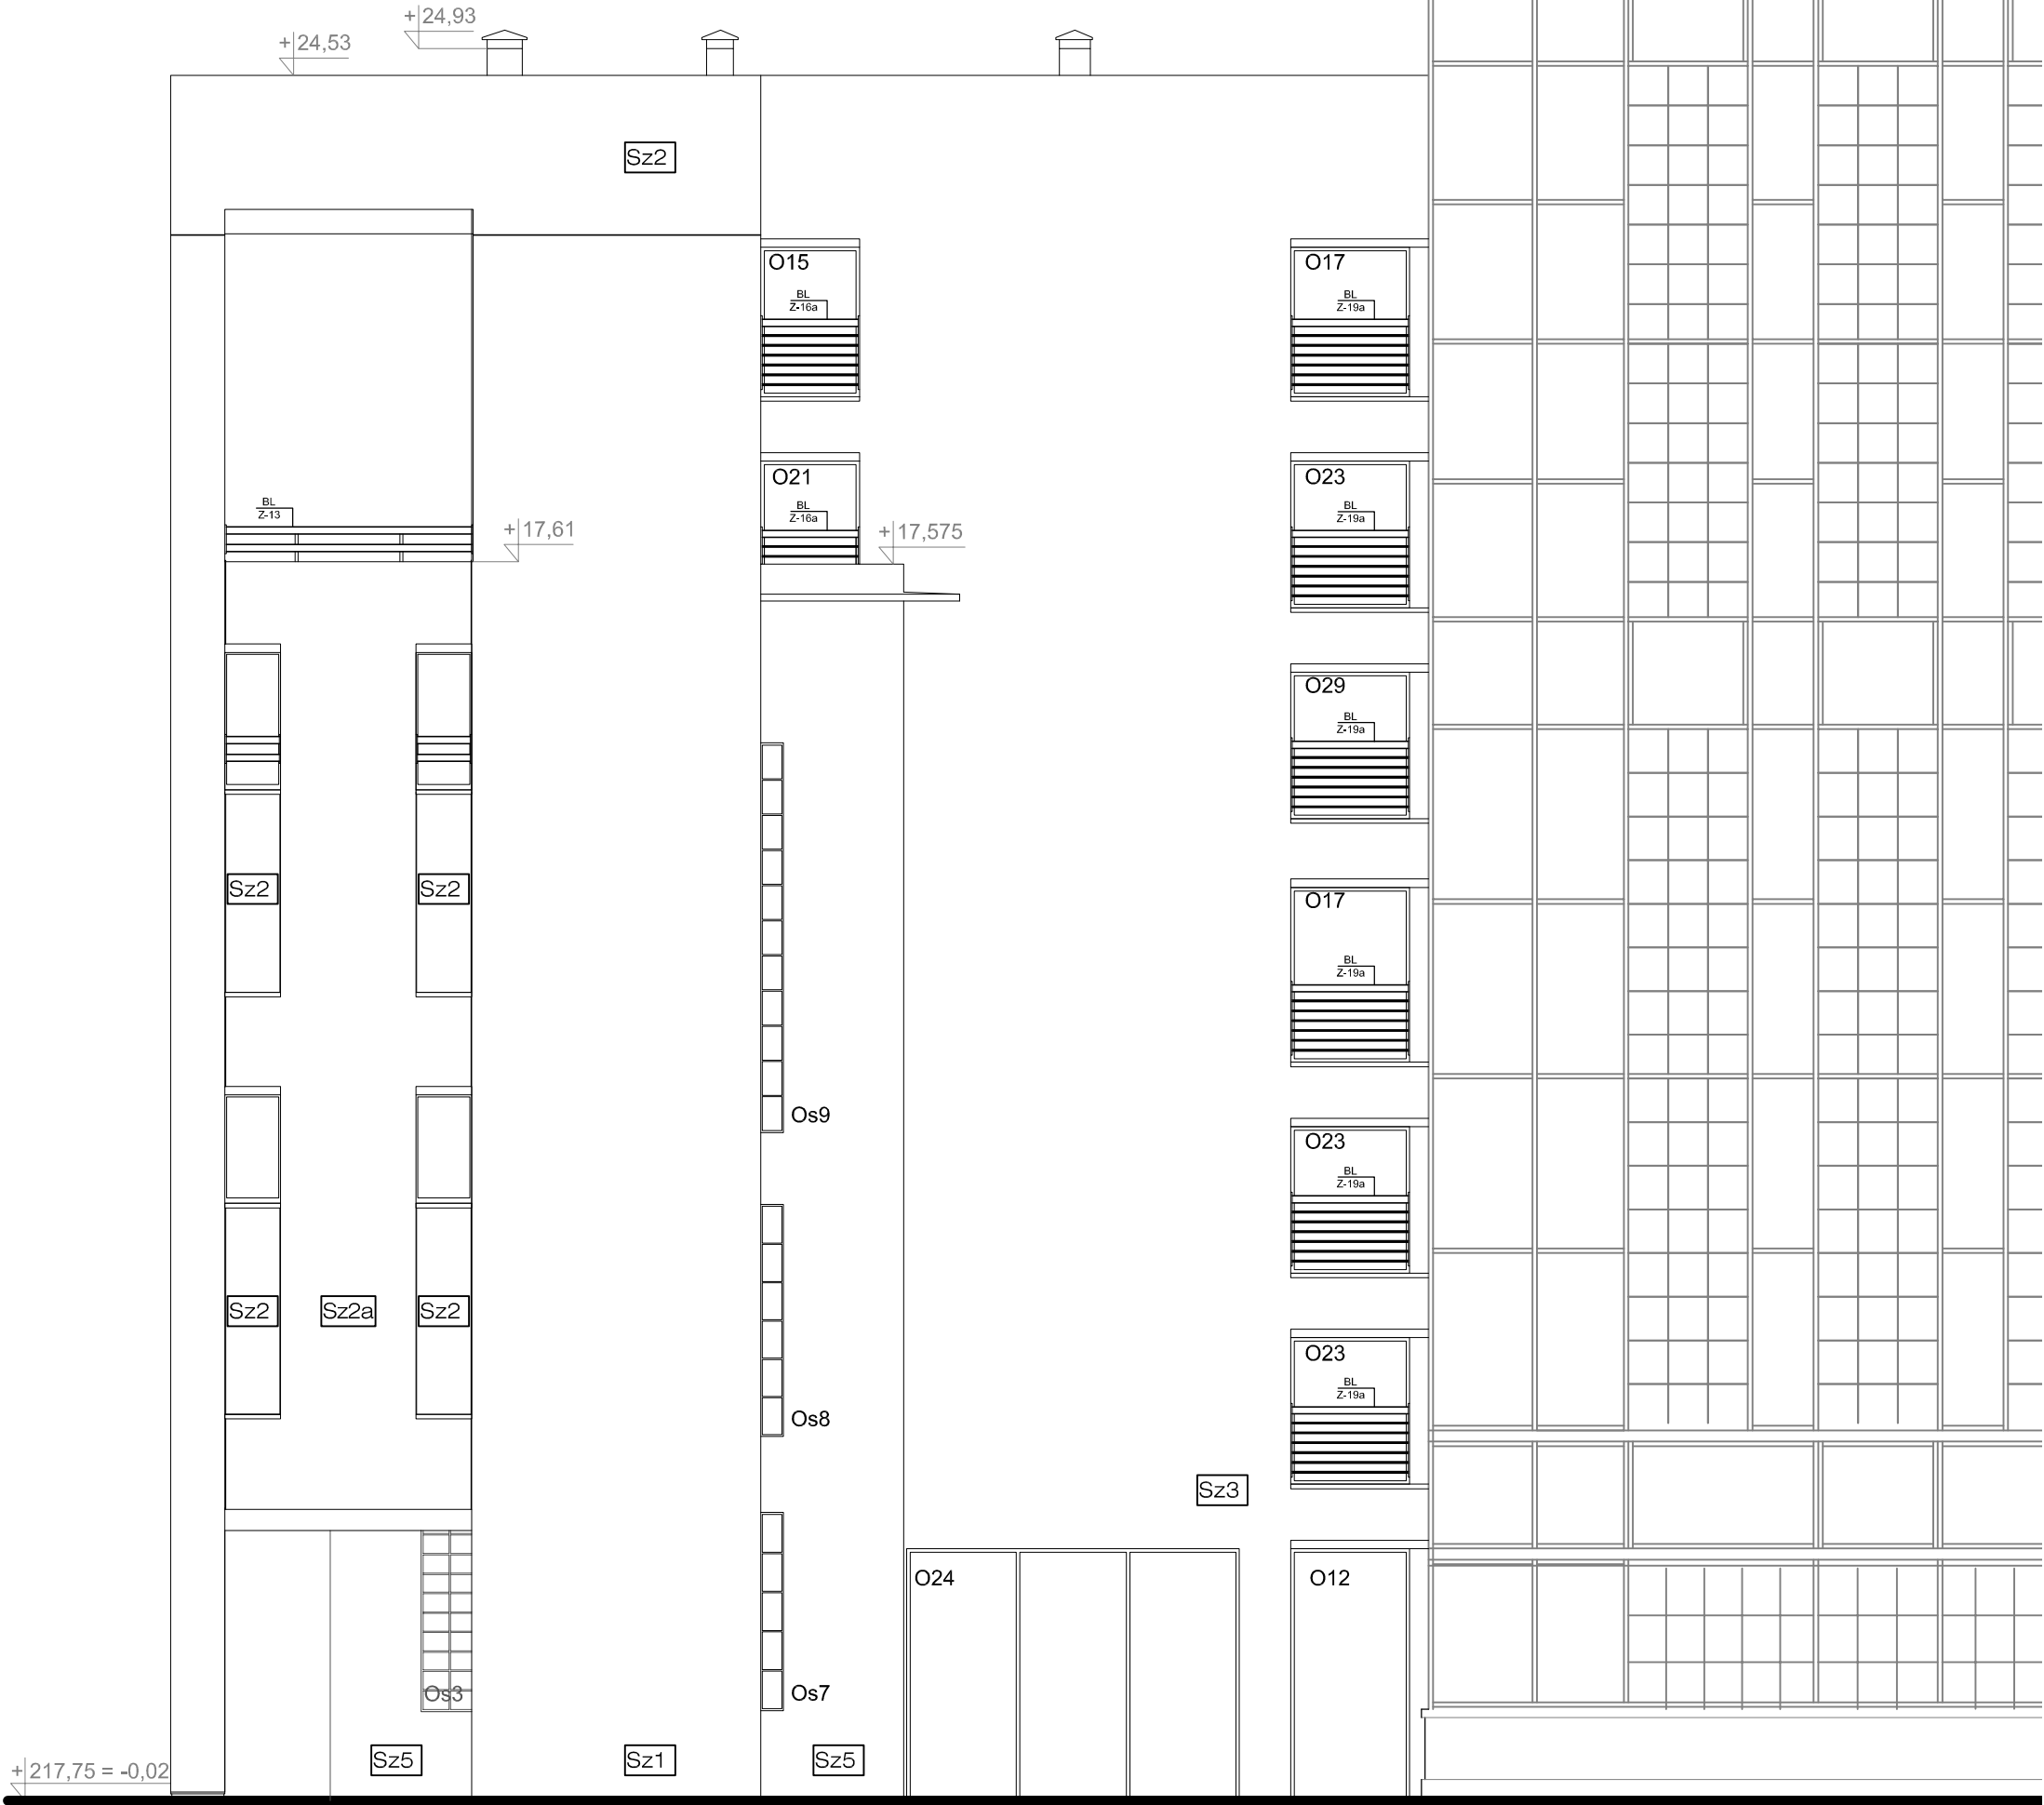 +24,93
+24,53
Sz2
O15
O17
BL
Z-16a
BL
Z-19a
O21
O23
BL
Z-13
BL
Z-16a
BL
Z-19a
+17,61
+17,575
O29
BL
Z-19a
Sz2
Sz2
O17
BL
Z-19a
Os9
O23
BL
Z-19a
Sz2
Sz2a
Sz2
O23
BL
Z-19a
Os8
Sz3
O24
O12
Os3
Os7
Sz5
Sz1
Sz5
+217,75 = -0,02